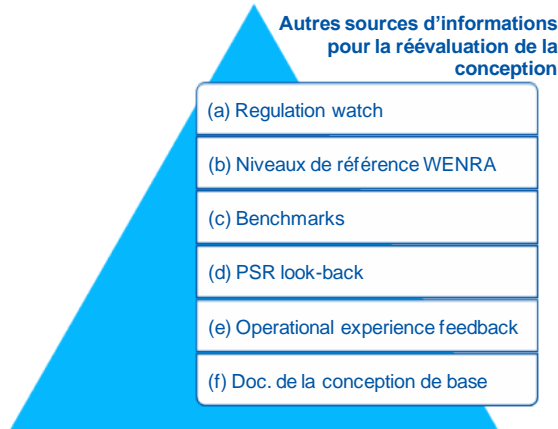 Autres sources d’informations
pour la réévaluation de la
conception
(a) Regulation watch
(b) Niveaux de référence WENRA
(c) Benchmarks
(d) PSR look-back
(e) Operational experience feedback
(f) Doc. de la conception de base